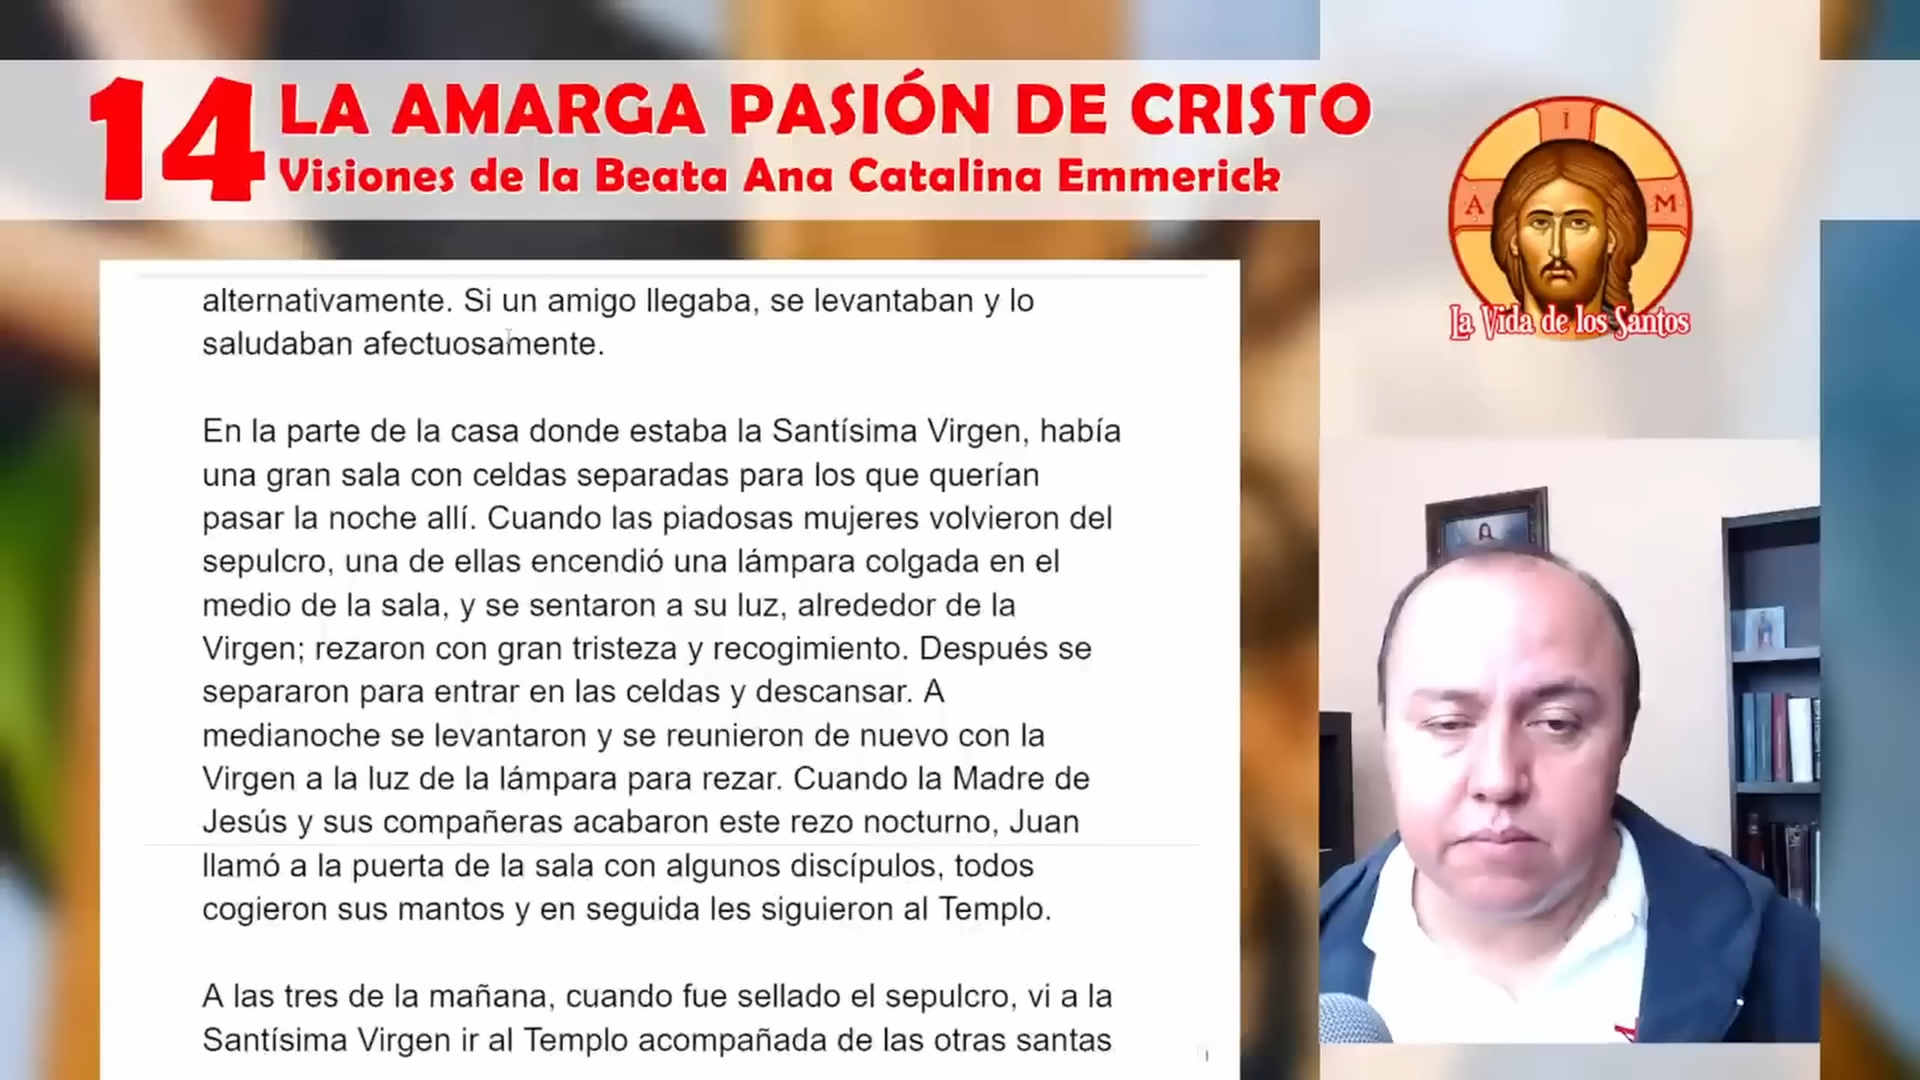 14
LA AMARGA PASIÓN DE CRISTO
Visiones de la Beata Ana Catalina Emmerick
I
A
M
La Vida de los Santos
alternativamente. Si un amigo llegaba, se levantaban y lo
saludaban afectuosamente.
En la parte de la casa donde estaba la Santísima Virgen, había
una gran sala con celdas separadas para los que querían
pasar la noche allí. Cuando las piadosas mujeres volvieron del
sepulcro, una de ellas encendió una lámpara colgada en el
medio de la sala, y se sentaron a su luz, alrededor de la
Virgen; rezaron con gran tristeza y recogimiento. Después se
separaron para entrar en las celdas y descansar. A
medianoche se levantaron y se reunieron de nuevo con la
Virgen a la luz de la lámpara para rezar. Cuando la Madre de
Jesús y sus compañeras acabaron este rezo nocturno, Juan
llamó a la puerta de la sala con algunos discípulos, todos
cogieron sus mantos y en seguida les siguieron al Templo.
A las tres de la mañana, cuando fue sellado el sepulcro, vi a la
Santísima Virgen ir al Templo acompañada de las otras santas